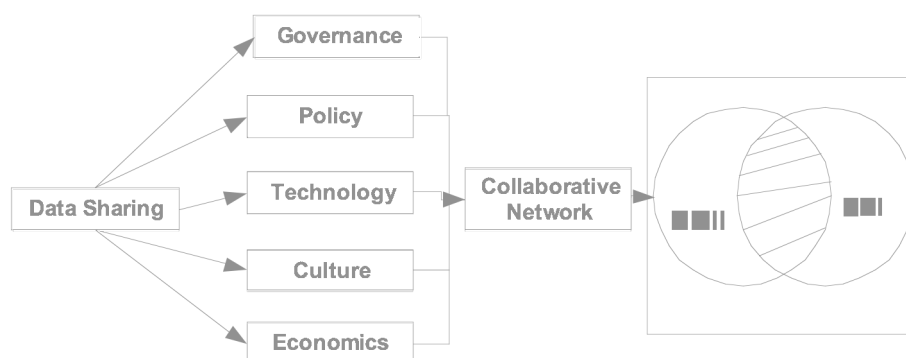 Governance
Policy
Data Sharing
Technology
Collaborative
Network
Culture
Economics